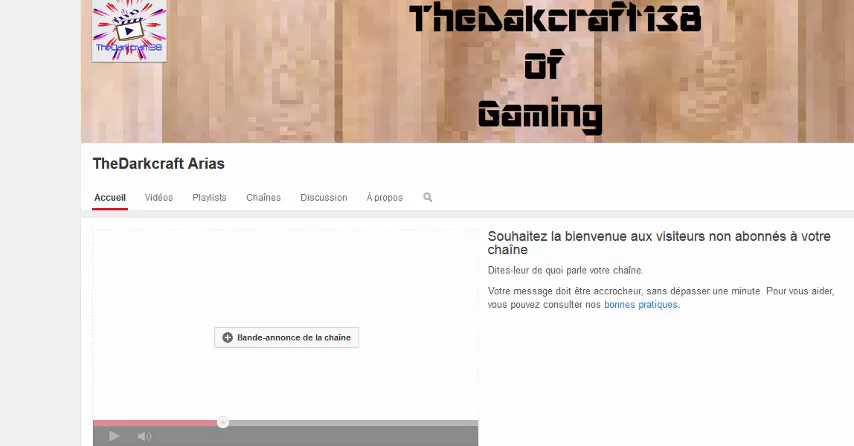 TheDakcraft138
Of
Gaming
TheDarkcraft138
TheDarkcraft Arias
Accueil Vidéos Playlists Chaînes Discussion À propos
Souhaitez la bienvenue aux visiteurs non abonnés à votre
chaîne
Dites-leur de quoi parle votre chaîne.
Votre message doit être accrocheur, sans dépasser une minute. Pour vous aider,
vous pouvez consulter nos bonnes pratiques.
Bande-annonce de la chaîne